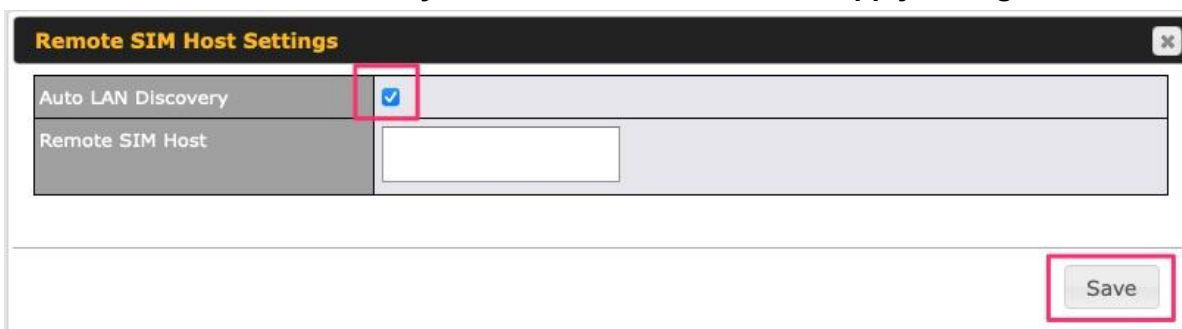 Remote SIM Host Settings
Auto LAN Discovery
Remote SIM Host
Save